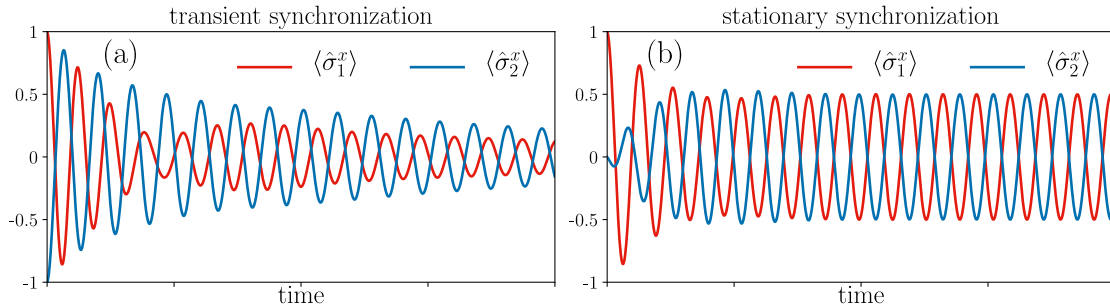 transient synchronization
(a)
⟨σ̂₁ˣ⟩
⟨σ̂₂ˣ⟩
1
0.5
0
-0.5
-1
time
stationary synchronization
(b)
⟨σ̂₁ˣ⟩
⟨σ̂₂ˣ⟩
1
0.5
0
-0.5
-1
time